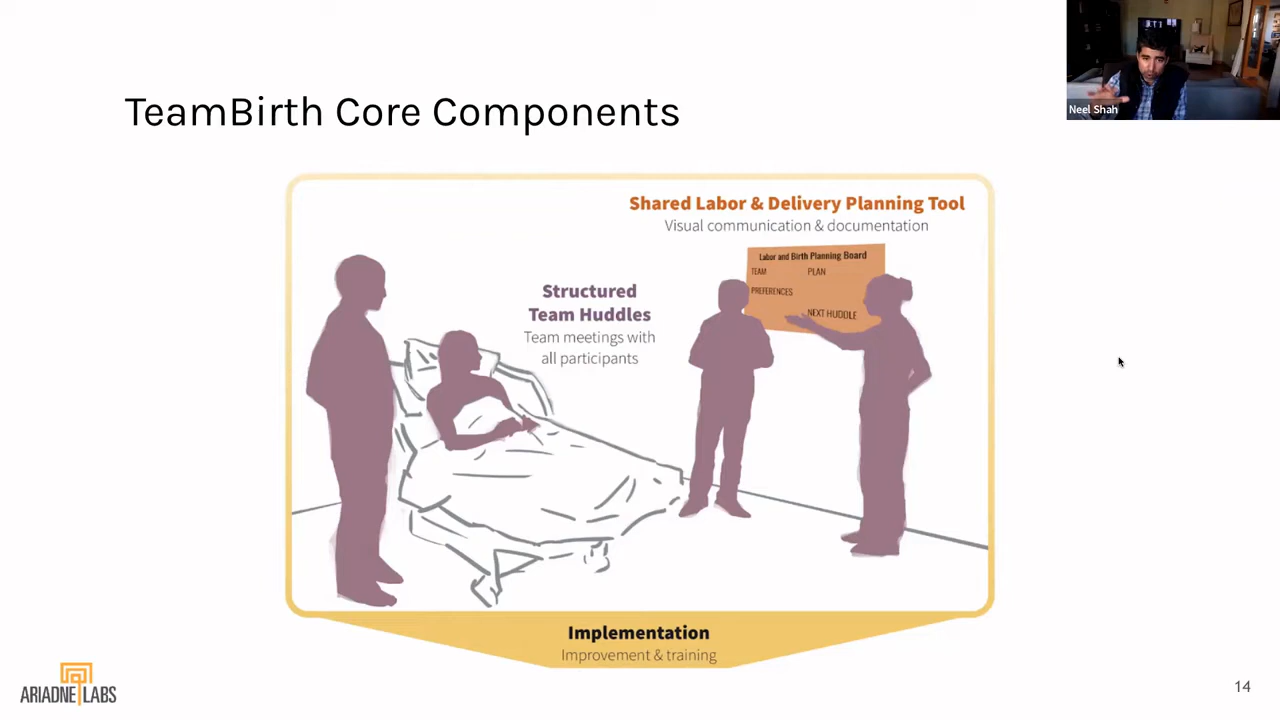 TeamBirth Core Components
Neel Shah
Shared Labor & Delivery Planning Tool
Visual communication & documentation
Labor and Birth Planning Board
TEAM
PLAN
PREFERENCES
NEXT HUDDLE
Structured
Team Huddles
Team meetings with
all participants
Implementation
Improvement & training
ARIADNE LABS
14